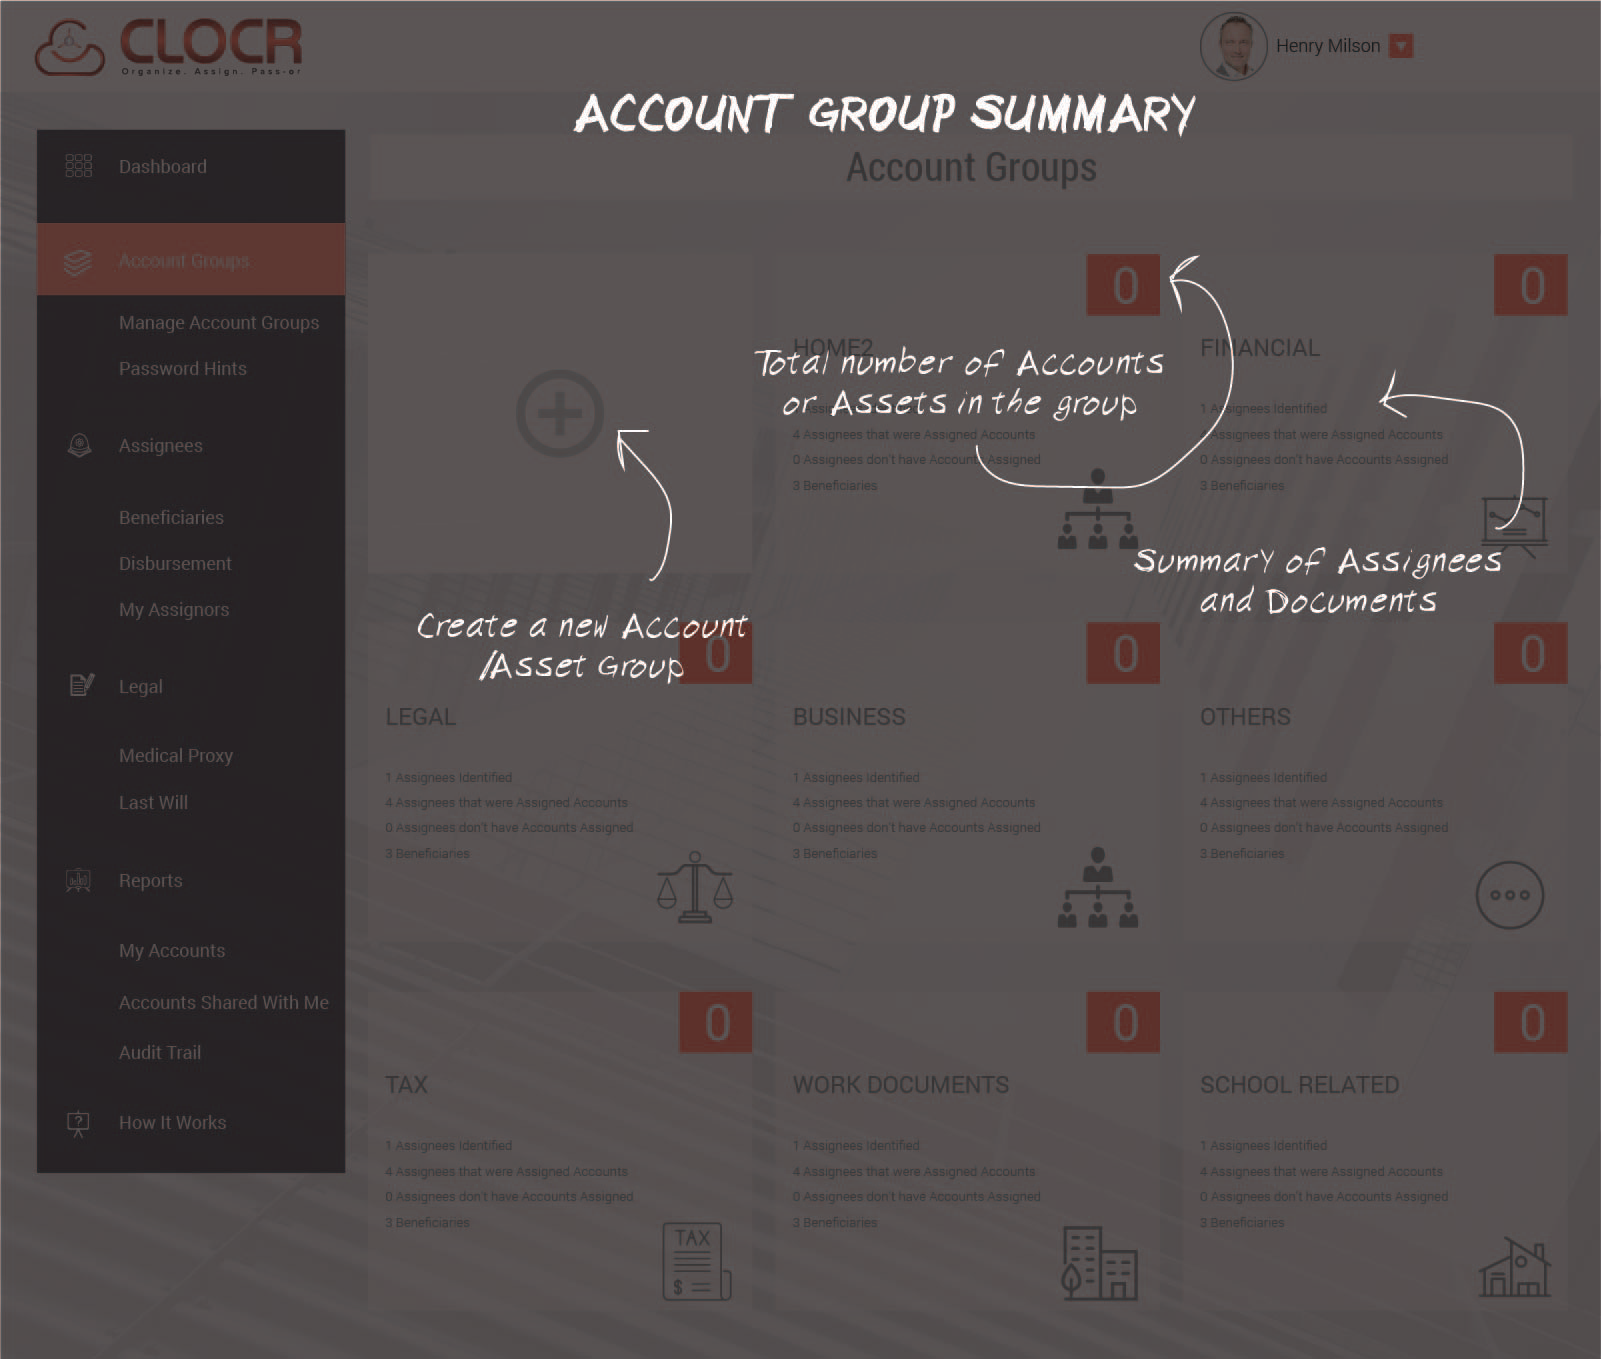 CLOCR
Organize. Assign. Pass-or
Henry Milson
ACCOUNT GROUP SUMMARY
Account Groups
Dashboard
Account Groups
Manage Account Groups
Password Hints
Assignees
Beneficiaries
Disbursement
My Assignors
Legal
Medical Proxy
Last Will
Reports
My Accounts
Accounts Shared With Me
Audit Trail
How It Works
?
Create a new Account
/Asset Group
0
HOME2
Total number of Accounts
or Assets in the group
4 Assignees that were Assigned Accounts
0 Assignees don't have Accounts Assigned
3 Beneficiaries
0
FINANCIAL
1 Assignees Identified
4 Assignees that were Assigned Accounts
0 Assignees don't have Accounts Assigned
3 Beneficiaries
Summary of Assignees
and Documents
0
LEGAL
1 Assignees Identified
4 Assignees that were Assigned Accounts
0 Assignees don't have Accounts Assigned
3 Beneficiaries
0
BUSINESS
1 Assignees Identified
4 Assignees that were Assigned Accounts
0 Assignees don't have Accounts Assigned
3 Beneficiaries
0
OTHERS
1 Assignees Identified
4 Assignees that were Assigned Accounts
0 Assignees don't have Accounts Assigned
3 Beneficiaries
0
TAX
1 Assignees Identified
4 Assignees that were Assigned Accounts
0 Assignees don't have Accounts Assigned
3 Beneficiaries
TAX
$
0
WORK DOCUMENTS
1 Assignees Identified
4 Assignees that were Assigned Accounts
0 Assignees don't have Accounts Assigned
3 Beneficiaries
0
SCHOOL RELATED
1 Assignees Identified
4 Assignees that were Assigned Accounts
0 Assignees don't have Accounts Assigned
3 Beneficiaries